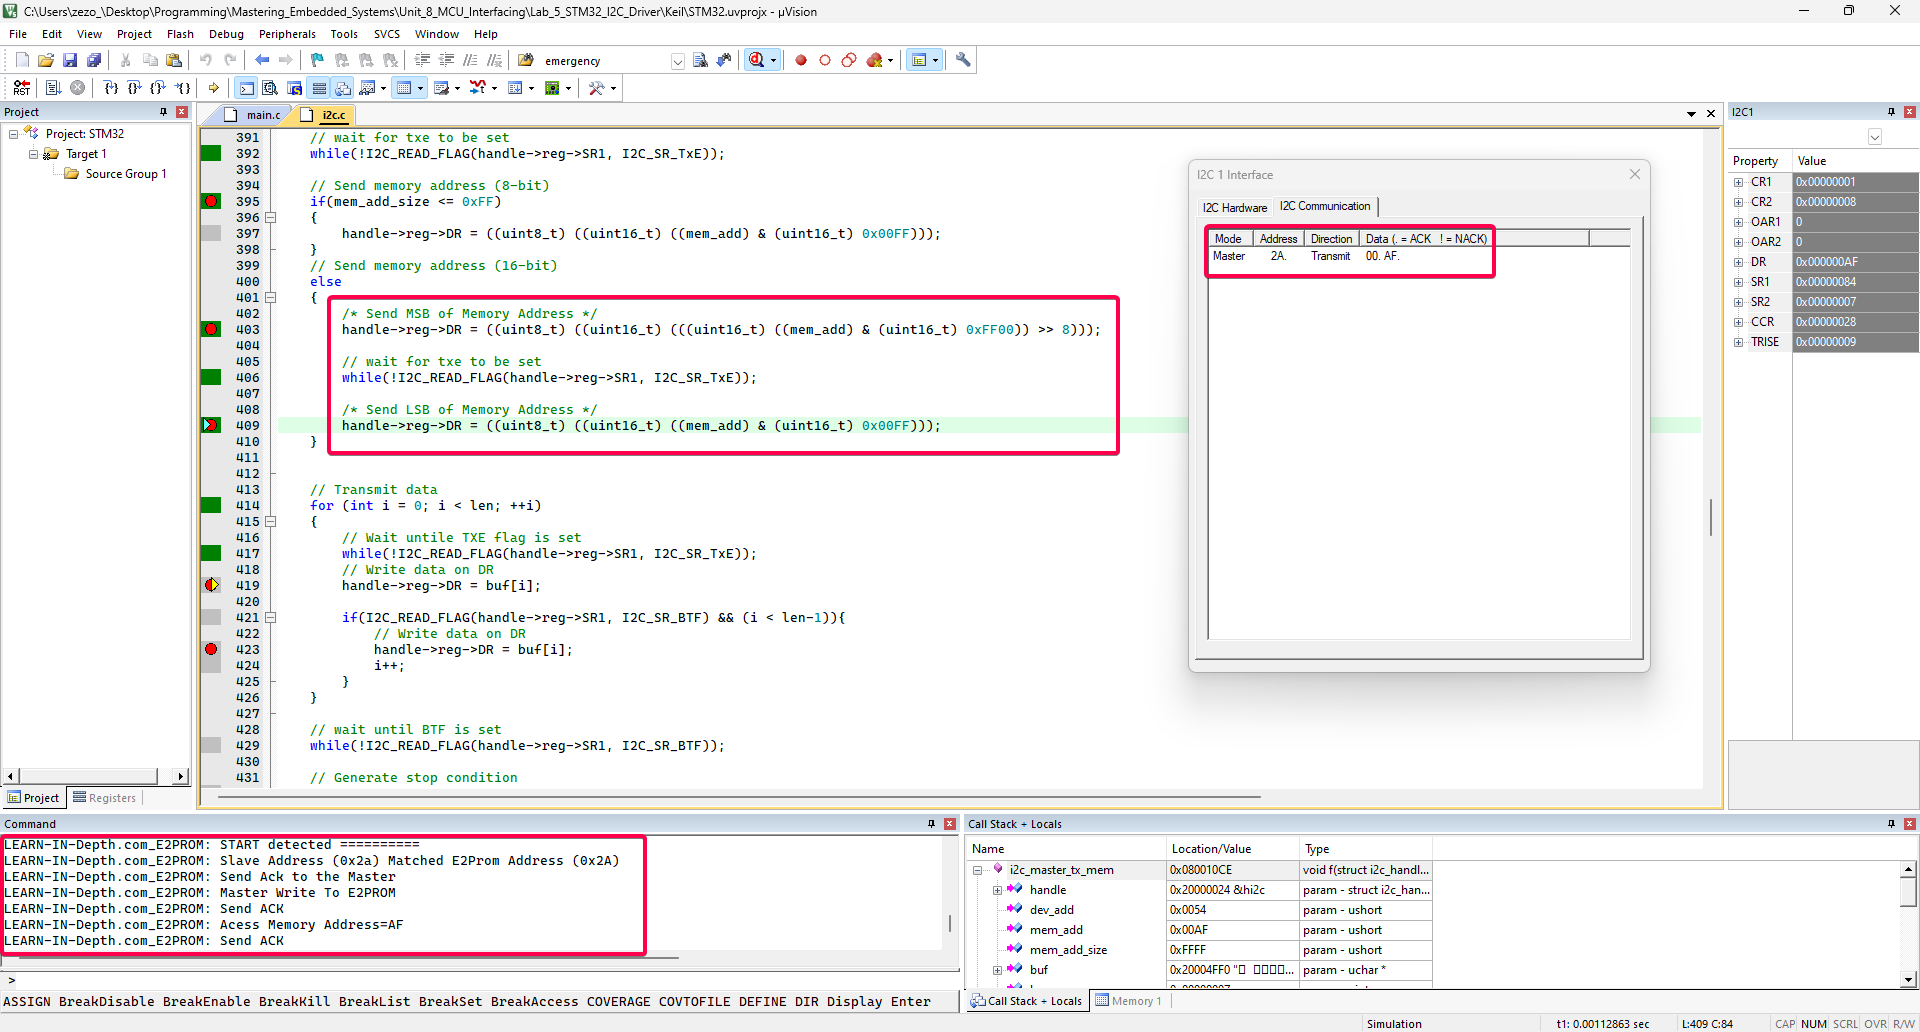 C:\Users\zezo_\Desktop\Programming\Mastering_Embedded_Systems\Unit_8_MCU_Interfacing\Lab_5_STM32_I2C_Driver\Keil\STM32.uvprojx - µVision
File Edit View Project Flash Debug Peripherals Tools SVCS Window Help
emergency
RST
Project
Project: STM32
Target 1
Source Group 1
Project Registers
main.c i2c.c
391 // wait for txe to be set
392 while(!I2C_READ_FLAG(handle->reg->SR1, I2C_SR_TxE));
393
394 // Send memory address (8-bit)
395 if(mem_add_size <= 0xFF)
396 {
397 handle->reg->DR = ((uint8_t) ((uint16_t) ((mem_add) & (uint16_t) 0x00FF)));
398 }
399 // Send memory address (16-bit)
400 else
401 {
402 /* Send MSB of Memory Address */
403 handle->reg->DR = ((uint8_t) ((uint16_t) (((uint16_t) ((mem_add) & (uint16_t) 0xFF00)) >> 8)));
404
405 // wait for txe to be set
406 while(!I2C_READ_FLAG(handle->reg->SR1, I2C_SR_TxE));
407
408 /* Send LSB of Memory Address */
409 handle->reg->DR = ((uint8_t) ((uint16_t) ((mem_add) & (uint16_t) 0x00FF)));
410 }
411
412
413 // Transmit data
414 for (int i = 0; i < len; ++i)
415 {
416 // Wait untile TXE flag is set
417 while(!I2C_READ_FLAG(handle->reg->SR1, I2C_SR_TxE));
418 // Write data on DR
419 handle->reg->DR = buf[i];
420
421 if(I2C_READ_FLAG(handle->reg->SR1, I2C_SR_BTF) && (i < len-1)){
422 // Write data on DR
423 handle->reg->DR = buf[i];
424 i++;
425 }
426 }
427
428 // wait until BTF is set
429 while(!I2C_READ_FLAG(handle->reg->SR1, I2C_SR_BTF));
430
431 // Generate stop condition
I2C 1 Interface
I2C Hardware I2C Communication
Mode Address Direction Data (. = ACK ! = NACK)
Master 2A. Transmit 00. AF.
I2C1
Property Value
CR1 0x00000001
CR2 0x00000008
OAR1 0
OAR2 0
DR 0x000000AF
SR1 0x00000084
SR2 0x00000007
CCR 0x00000028
TRISE 0x00000009
Command
LEARN-IN-Depth.com_E2PROM: START detected ==========
LEARN-IN-Depth.com_E2PROM: Slave Address (0x2a) Matched E2Prom Address (0x2A)
LEARN-IN-Depth.com_E2PROM: Send Ack to the Master
LEARN-IN-Depth.com_E2PROM: Master Write To E2PROM
LEARN-IN-Depth.com_E2PROM: Send ACK
LEARN-IN-Depth.com_E2PROM: Acess Memory Address=AF
LEARN-IN-Depth.com_E2PROM: Send ACK
>
ASSIGN BreakDisable BreakEnable BreakKill BreakList BreakSet BreakAccess COVERAGE COVTOFILE DEFINE DIR Display Enter
Call Stack + Locals
Name Location/Value Type
i2c_master_tx_mem 0x080010CE void f(struct i2c_handl...
handle 0x20000024 &hi2c param - struct i2c_han...
dev_add 0x0054 param - ushort
mem_add 0x00AF param - ushort
mem_add_size 0xFFFF param - ushort
buf 0x20004FF0 " param - uchar *
Call Stack + Locals Memory 1
Simulation t1: 0.00112863 sec L:409 C:84 CAP NUM SCRL OVR R/W